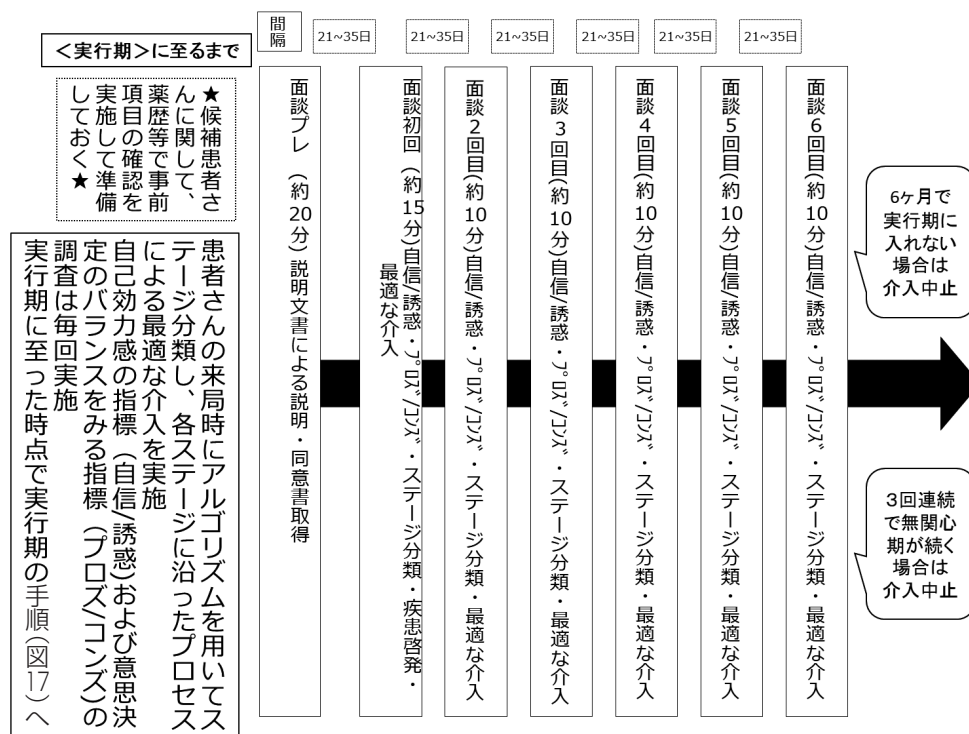 <実行期>に至るまで
★候補患者さ
んに関して、
薬歴等で事前
項目の確認を
実施して準備
しておく★
患者さんの来局時にアルゴリズムを用いてス
テージ分類し、各ステージに沿ったプロセス
による最適な介入を実施
自己効力感の指標（自信/誘惑)および意思決
定のバランスをみる指標（プロズ/コンズ)の
調査は毎回実施
実行期に至った時点で実行期の手順(図17)へ
間
隔
21~35日
21~35日
21~35日
21~35日
21~35日
21~35日
面談プレ （約20分）説明文書による説明・同意書取得
面談初回 （約15分)自信/誘惑・ﾌﾟﾛｽﾞ/ｺﾝｽﾞ・ステージ分類・疾患啓発・
最適な介入
面談2回目(約10分)自信/誘惑・ﾌﾟﾛｽﾞ/ｺﾝｽﾞ・ステージ分類・最適な介入
面談 3回目(約10分)自信/誘惑・ﾌﾟﾛｽﾞ/ｺﾝｽﾞ・ステージ分類・最適な介入
面談4回目(約10分)自信/誘惑・ﾌﾟﾛｽﾞ/ｺﾝｽﾞ・ステージ分類・最適な介入
面談5回目(約10分)自信/誘惑・ﾌﾟﾛｽﾞ/ｺﾝｽﾞ・ステージ分類・最適な介入
面談6回目(約10分)自信/誘惑・ﾌﾟﾛｽﾞ/ｺﾝｽﾞ・ステージ分類・最適な介入
6ヶ月で
実行期に
入れない
場合は
介入中止
3回連続
で無関心
期が続く
場合は
介入中止